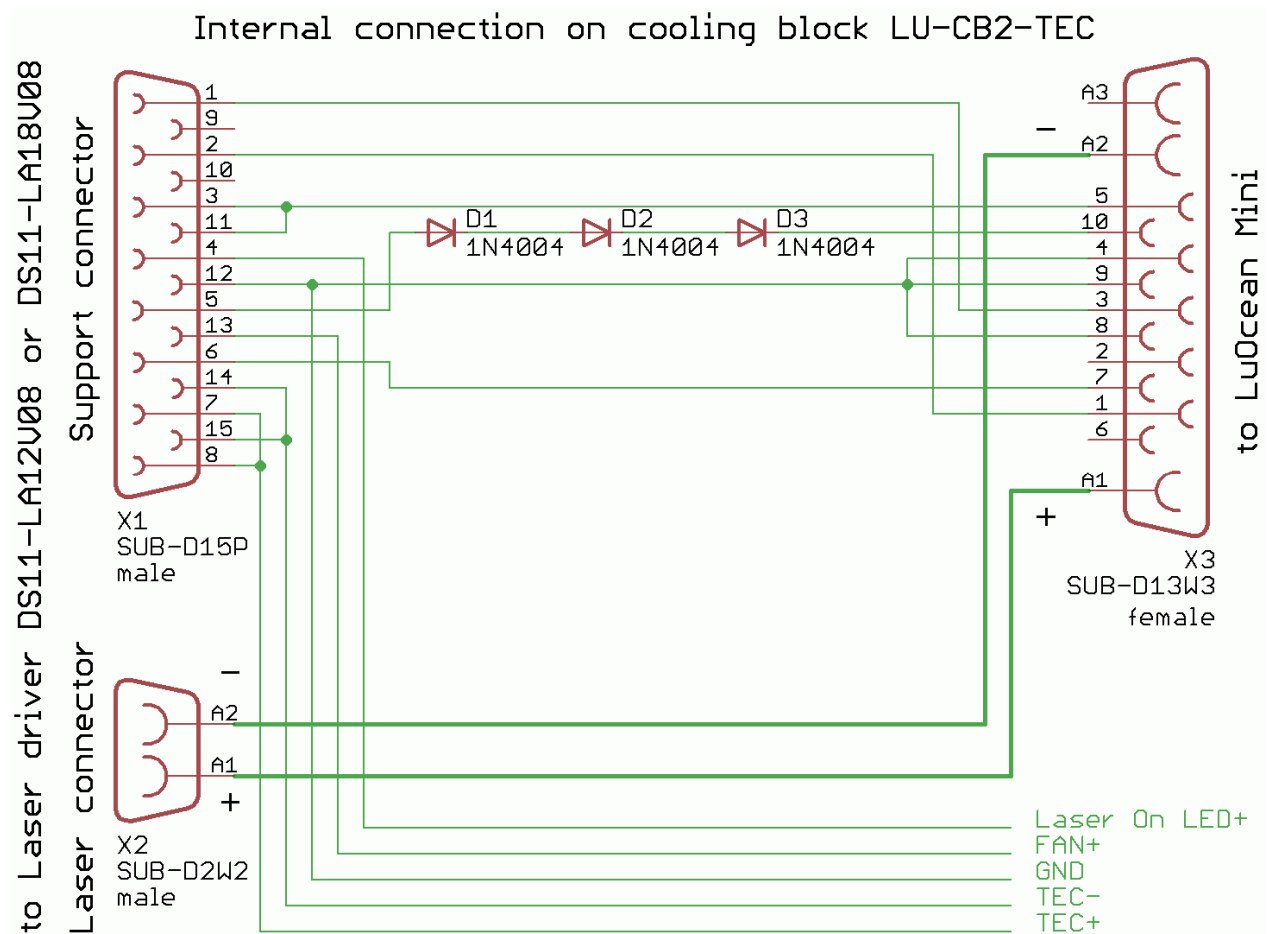 Internal connection on cooling block LU-CB2-TEC
to Laser driver DS11-LA12V08 or DS11-LA18V08
Support connector
1
9
2
10
3
11
4
12
5
13
6
14
7
15
8
X1
SUB-D15P
male
D1
1N4004
D2
1N4004
D3
1N4004
A3
-
A2
5
10
4
9
3
8
2
7
1
6
A1
+
X3
SUB-D13W3
female
to LuOcean Mini
Laser connector
-
A2
A1
+
X2
SUB-D2W2
male
Laser On LED+
FAN+
GND
TEC-
TEC+